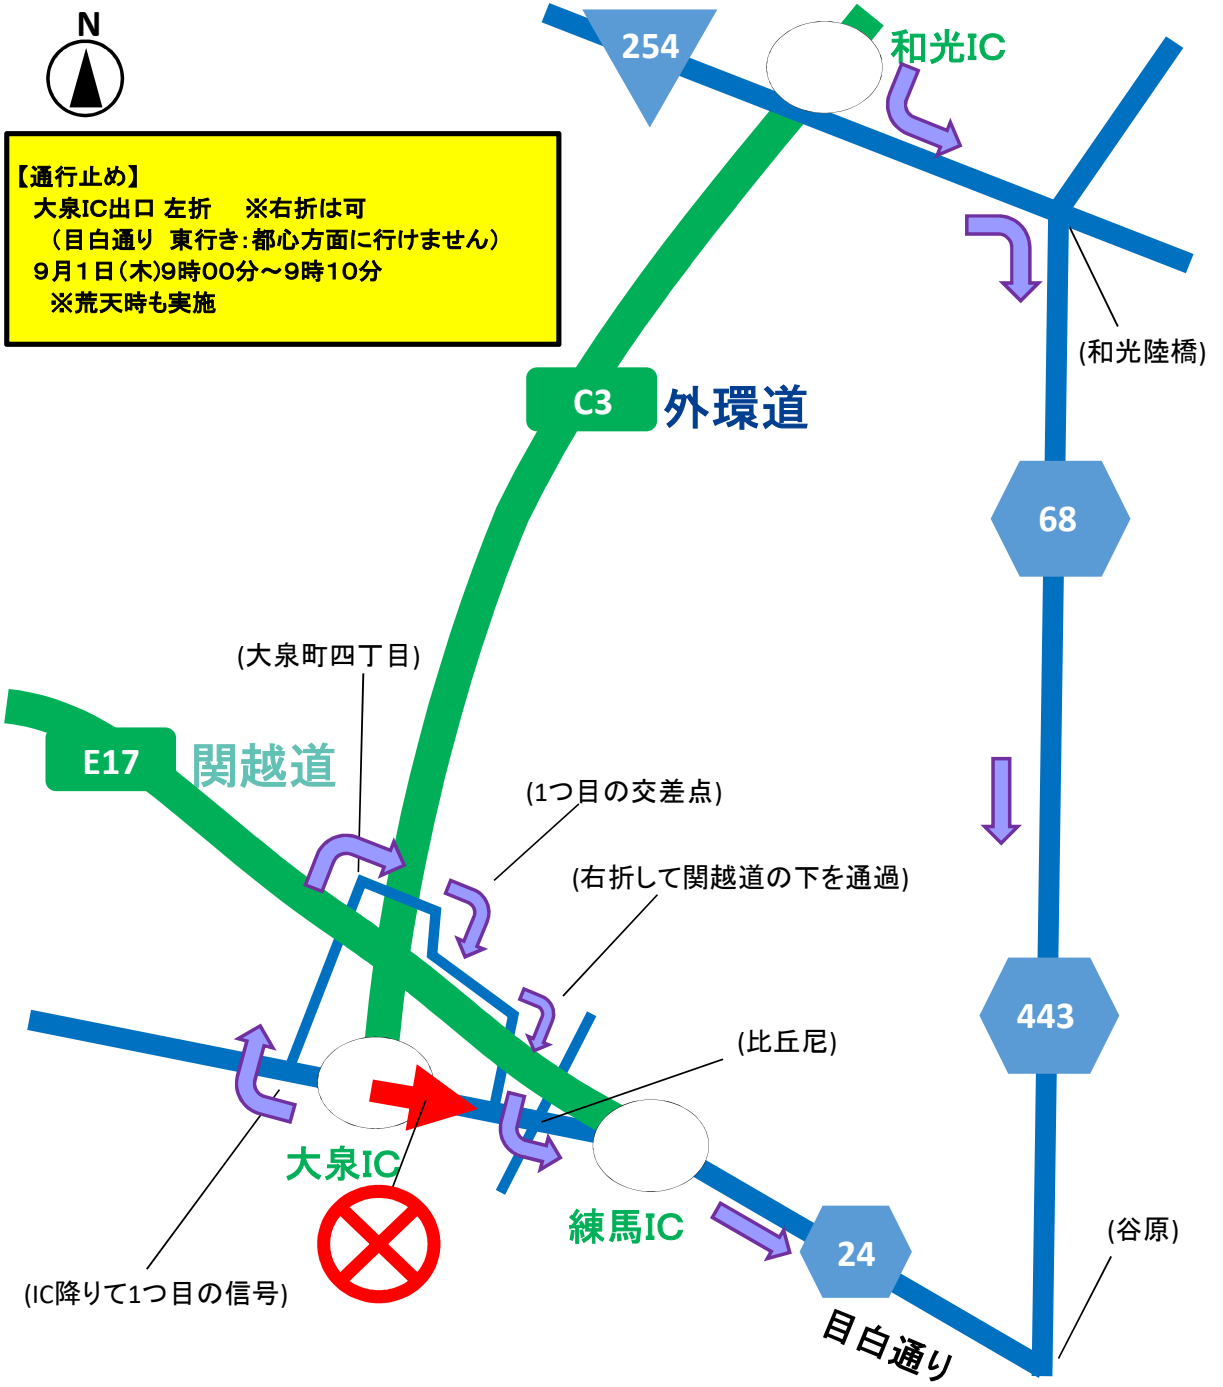 N
254
和光IC
【通行止め】
大泉IC出口 左折　※右折は可
（目白通り 東行き：都心方面に行けません）
９月１日（木）９時００分～９時１０分
※荒天時も実施
(和光陸橋)
C3
外環道
68
(大泉町四丁目)
E17
関越道
(1つ目の交差点)
(右折して関越道の下を通過)
443
(比丘尼)
大泉IC
練馬IC
(谷原)
24
(IC降りて1つ目の信号)
目白通り